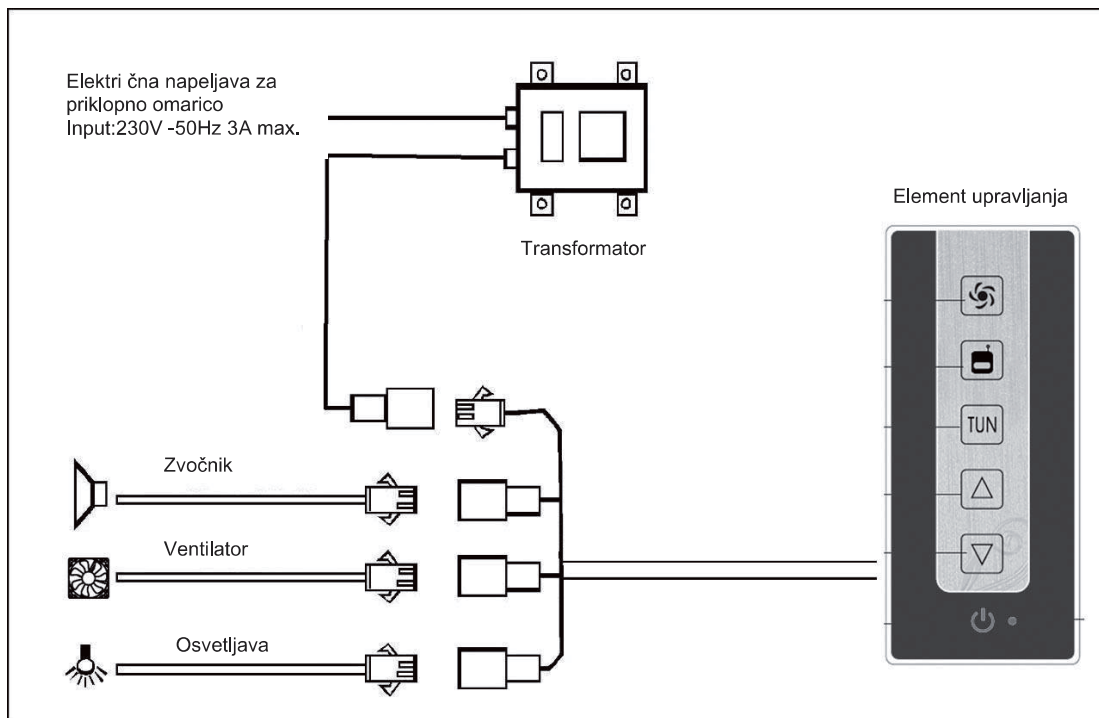 Elektri čna napeljava za
priklopno omarico
Input:230V -50Hz 3A max.
Transformator
Element upravljanja
TUN
Zvočnik
Ventilator
Osvetljava